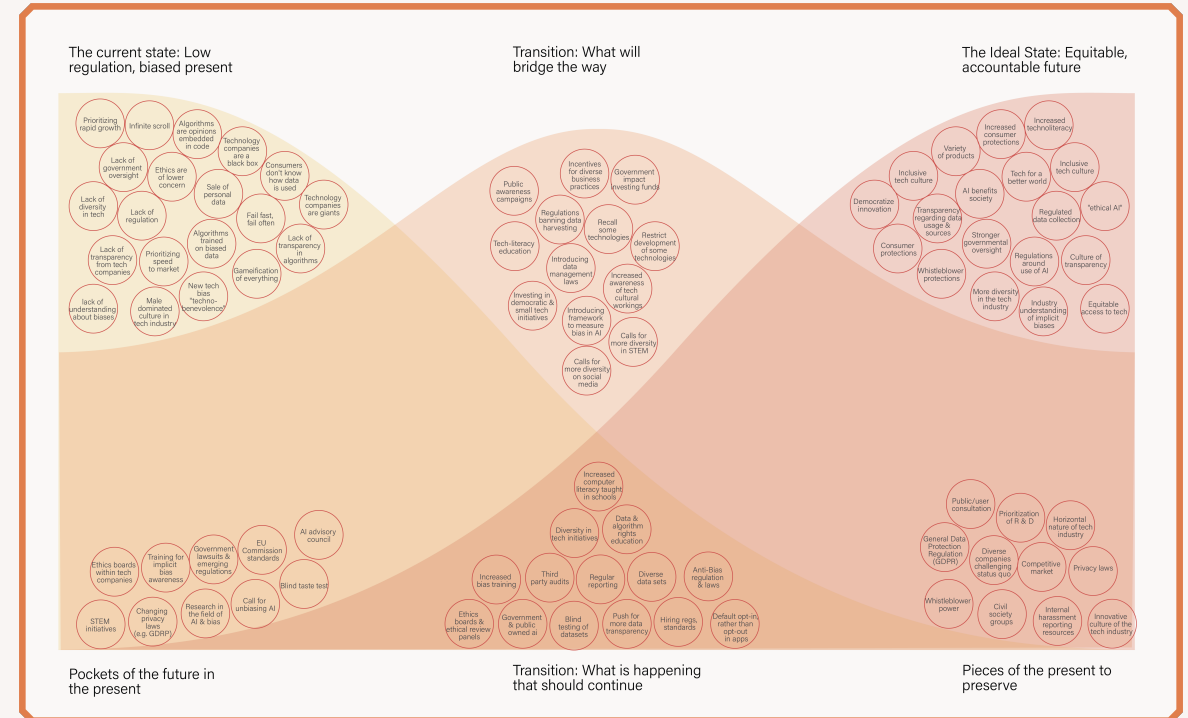 The current state: Low
regulation, biased present
Transition: What will
bridge the way
The Ideal State: Equitable,
accountable future
Prioritizing
rapid growth
Infinite scroll
Algorithms
are opinions
embedded
in code
Technology
companies
are a
black box
Lack of
government
oversight
Ethics are
of lower
concern
Consumers
don't know
how data
is used
Sale of
personal
data
Lack of
diversity
in tech
Lack of
regulation
Fail fast,
fail often
Technology
companies
are giants
Lack of
transparency
from tech
companies
Prioritizing
speed
to market
Algorithms
trained
on biased
data
Lack of
transparency
in
algorithms
Gameification
of everything
lack of
understanding
about biases
Male
dominated
culture in
tech industry
New tech
bias
"techno-
benevolence"
Public
awareness
campaigns
Incentives
for diverse
business
practices
Government
impact
investing funds
Regulations
banning data
harvesting
Recall
some
technologies
Tech-literacy
education
Restrict
development
of some
technologies
Introducing
data
management
laws
Increased
awareness
of tech
cultural
workings
Investing in
democratic &
small tech
initiatives
Introducing
framework
to measure
bias in AI
Calls for
more diversity
in STEM
Calls for
more diversity
on social
media
Increased
technoliteracy
Increased
consumer
protections
Variety
of products
Inclusive
tech culture
Tech for a
better world
Inclusive
tech culture
Democratize
innovation
AI benefits
society
Transparency
regarding data
usage &
sources
Regulated
data collection
"ethical AI"
Consumer
protections
Stronger
governmental
oversight
Regulations
around
use of AI
Culture of
transparency
Whistleblower
protections
More diversity
in the tech
industry
Industry
understanding
of implicit
biases
Equitable
access to tech
AI advisory
council
EU
Commission
standards
Government
lawsuits &
emerging
regulations
Training for
implicit
bias
awareness
Ethics boards
within tech
companies
Blind taste test
Call for
unbiasing AI
Research in
the field of
AI & bias
Changing
privacy
laws
(e.g. GDRP)
STEM
initiatives
Increased
computer
literacy taught
in schools
Diversity in
tech initiatives
Data &
algorithm
rights
education
Increased
bias training
Third
party audits
Regular
reporting
Diverse
data sets
Anti-Bias
regulation
& laws
Ethics
boards &
ethical review
panels
Government
& public
owned ai
Blind
testing of
datasets
Push for
more data
transparency
Hiring regs,
standards
Default opt-in,
rather than
opt-out
in apps
Public/user
consultation
Prioritization
of R & D
Horizontal
nature of tech
industry
General Data
Protection
Regulation
(GDPR)
Diverse
companies
challenging
status quo
Competitive
market
Privacy laws
Whistleblower
power
Civil
society
groups
Internal
harassment
reporting
resources
Innovative
culture of the
tech industry
Pockets of the future in
the present
Transition: What is happening
that should continue
Pieces of the present to
preserve